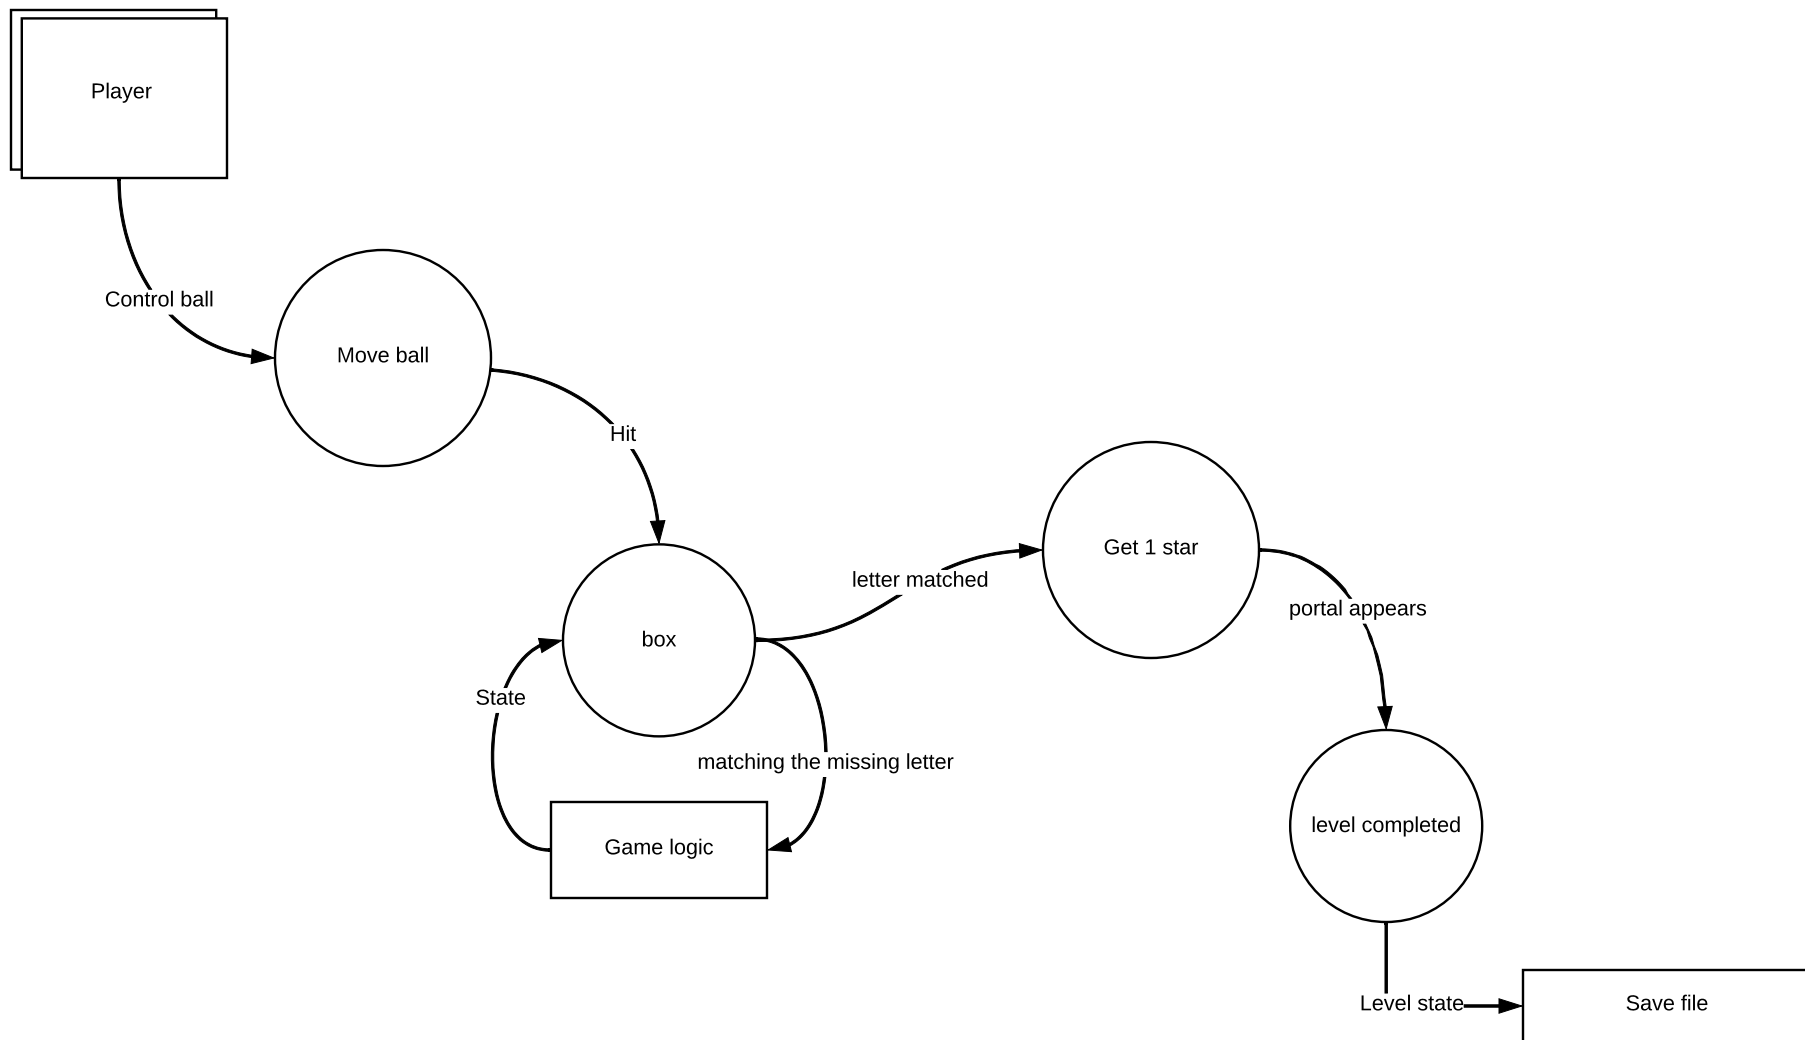 Player
Control ball
Move ball
Hit
box
State
matching the missing letter
Game logic
letter matched
Get 1 star
portal appears
level completed
Level state
Save file